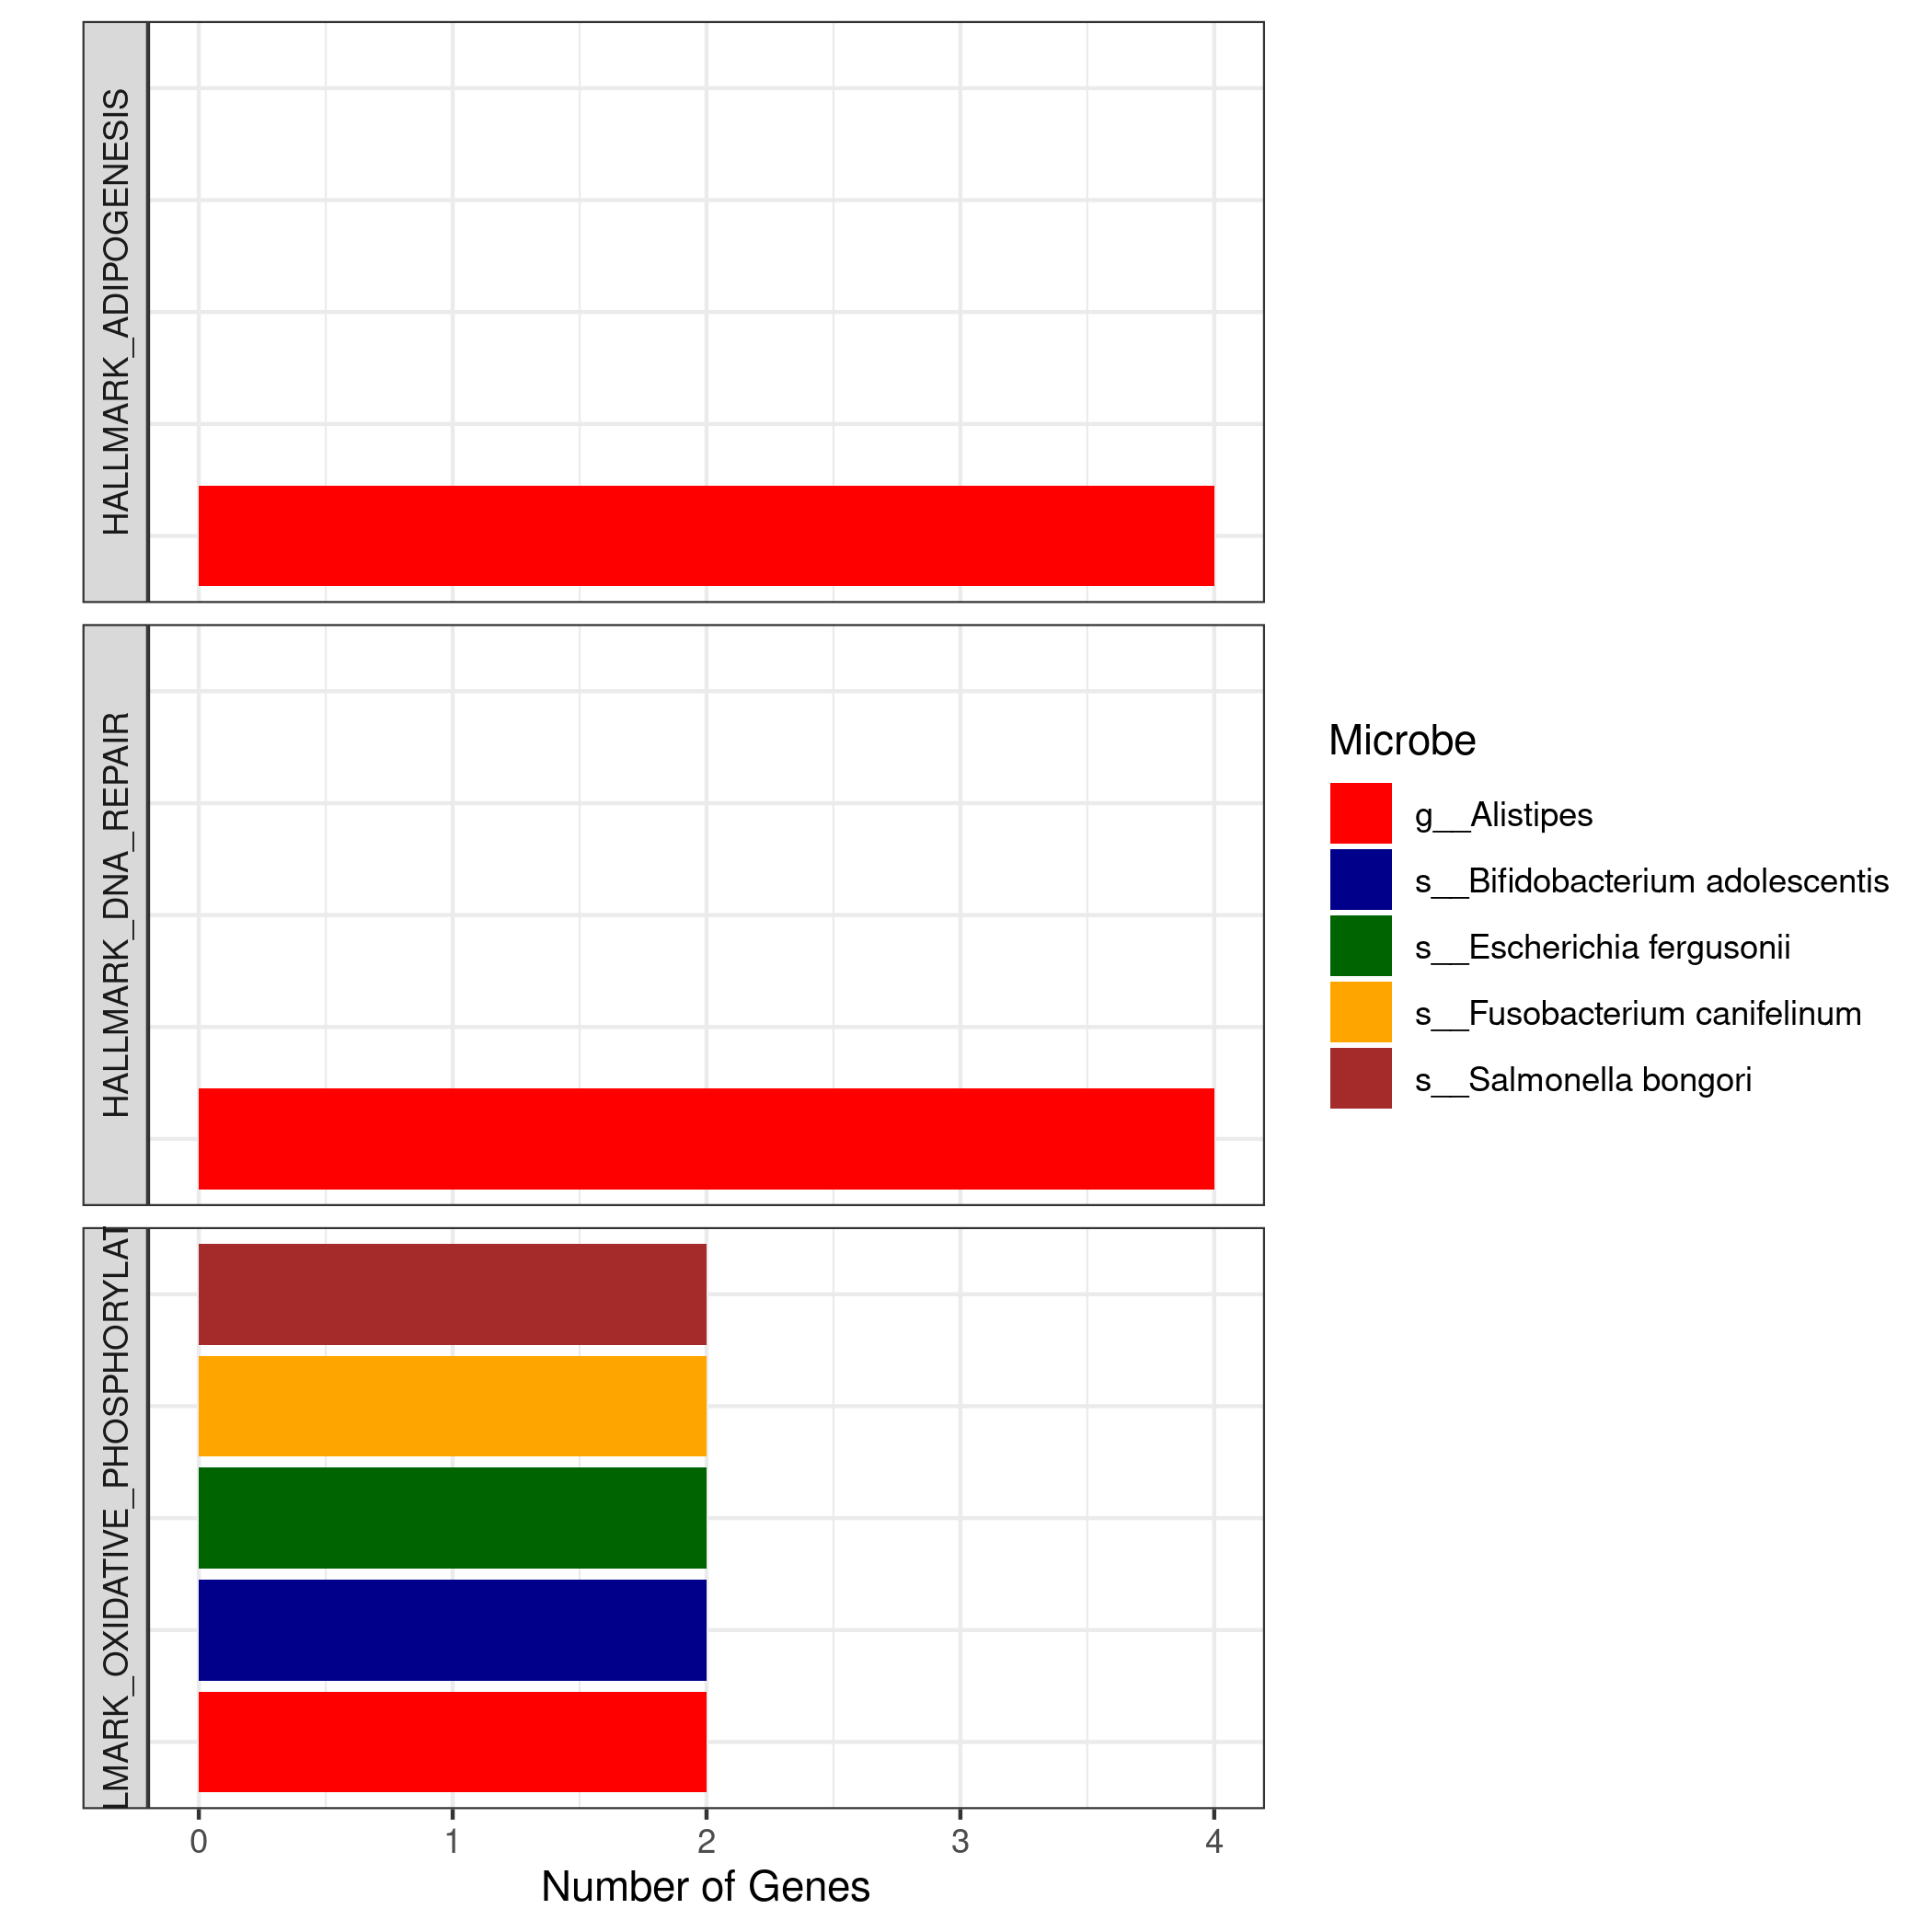 HALLMARK_ADIPOGENESIS
HALLMARK_DNA_REPAIR
LMARK_OXIDATIVE_PHOSPHORYLAT
0 1 2 3 4
Number of Genes
Microbe
g__Alistipes
s__Bifidobacterium adolescentis
s__Escherichia fergusonii
s__Fusobacterium canifelinum
s__Salmonella bongori